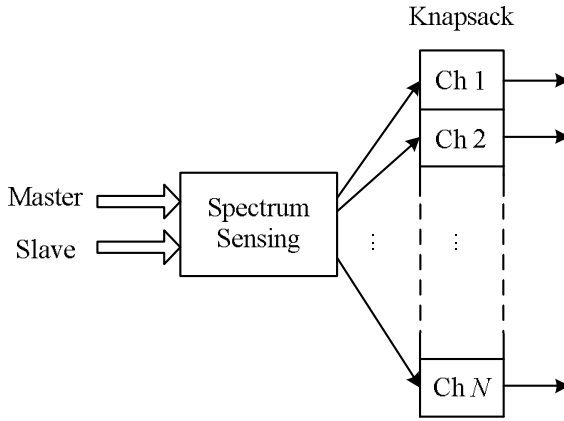 Knapsack
Ch 1
Ch 2
Master
Slave
Spectrum
Sensing
⋮ ⋮
Ch N